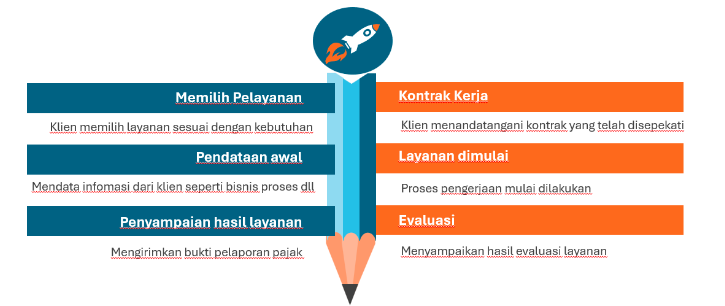 Memilih Pelayanan
Klien memilih layanan sesuai dengan kebutuhan
Kontrak Kerja
Klien menandatangani kontrak yang telah disepekati
Pendataan awal
Mendata infomasi dari klien seperti bisnis proses dll
Layanan dimulai
Proses pengerjaan mulai dilakukan
Penyampaian hasil layanan
Mengirimkan bukti pelaporan pajak
Evaluasi
Menyampaikan hasil evaluasi layanan